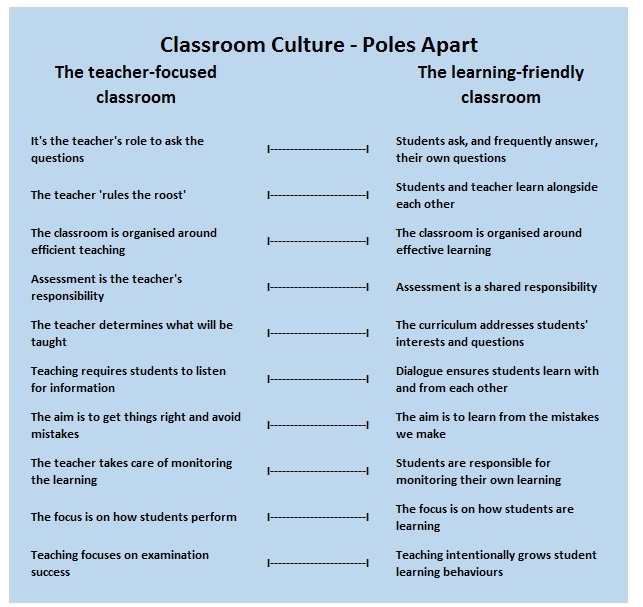 Classroom Culture - Poles Apart
The teacher-focused
classroom
The learning-friendly
classroom
It's the teacher's role to ask the
questions
I------------------------I
Students ask, and frequently answer,
their own questions
The teacher 'rules the roost'
I------------------------I
Students and teacher learn alongside
each other
The classroom is organised around
efficient teaching
I------------------------I
The classroom is organised around
effective learning
Assessment is the teacher's
responsibility
I------------------------I
Assessment is a shared responsibility
The teacher determines what will be
taught
I------------------------I
The curriculum addresses students'
interests and questions
Teaching requires students to listen
for information
I------------------------I
Dialogue ensures students learn with
and from each other
The aim is to get things right and avoid
mistakes
I------------------------I
The aim is to learn from the mistakes
we make
The teacher takes care of monitoring
the learning
I------------------------I
Students are responsible for
monitoring their own learning
The focus is on how students perform
I------------------------I
The focus is on how students are
learning
Teaching focuses on examination
success
I------------------------I
Teaching intentionally grows student
learning behaviours